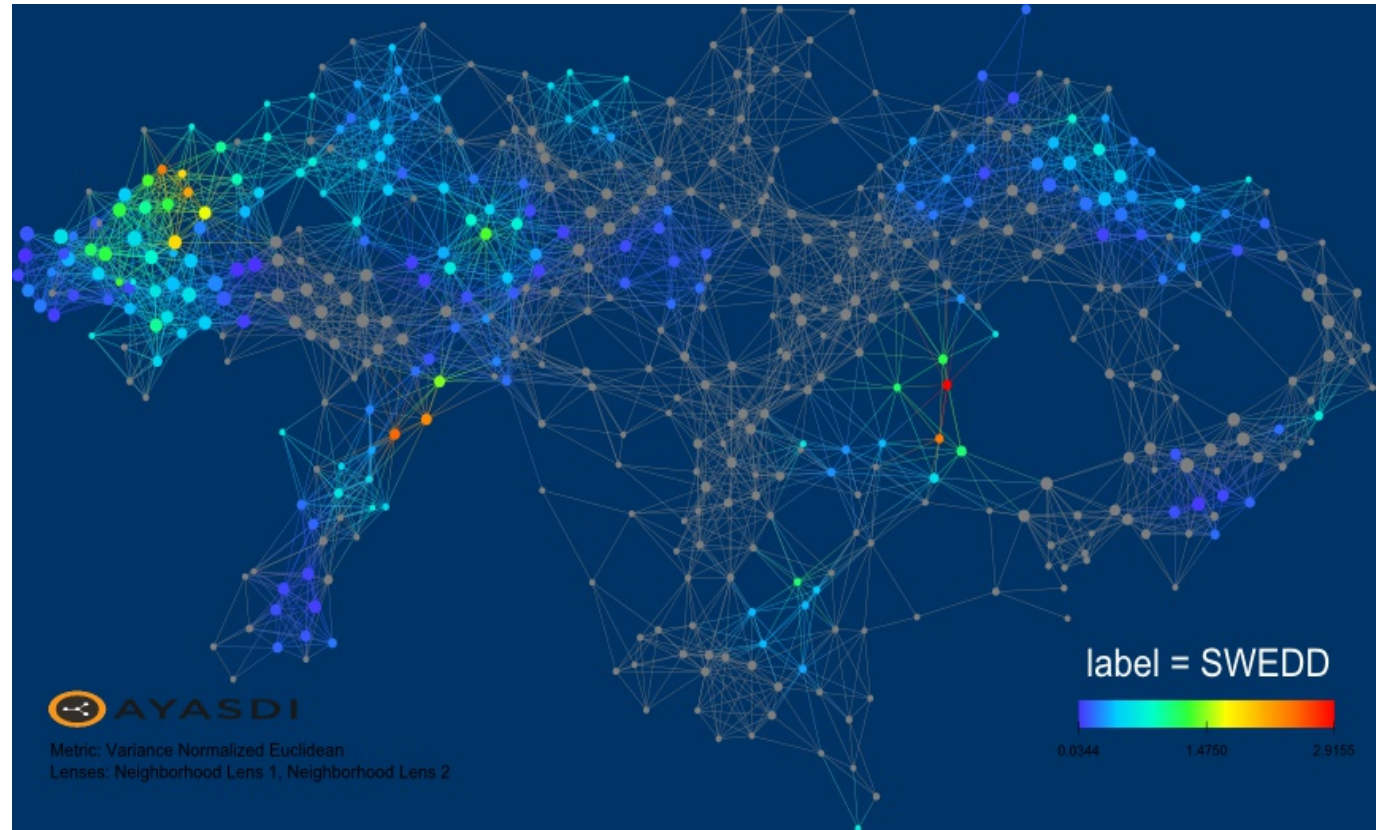 label = SWEDD
0.0344 1.4750 2.9155
AYASDI
Metric: Variance Normalized Euclidean
Lenses: Neighborhood Lens 1, Neighborhood Lens 2